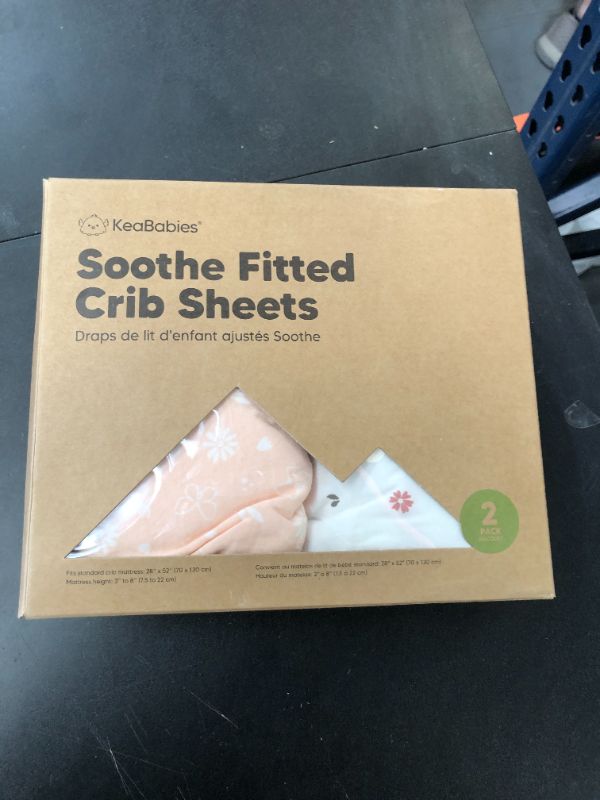 KeaBabies®
Soothe Fitted
Crib Sheets
Draps de lit d'enfant ajustés Soothe
2
PACK
Fits standard crib mattress: 28" x 52" (70 x 130 cm)
Mattress height: 3" to 8" (7.5 to 22 cm)
Convient au matelas de lit de bébé standard: 28" x 52" (70 x 130 cm)
Hauteur du matelas: 3" à 8" (7.5 à 22 cm)